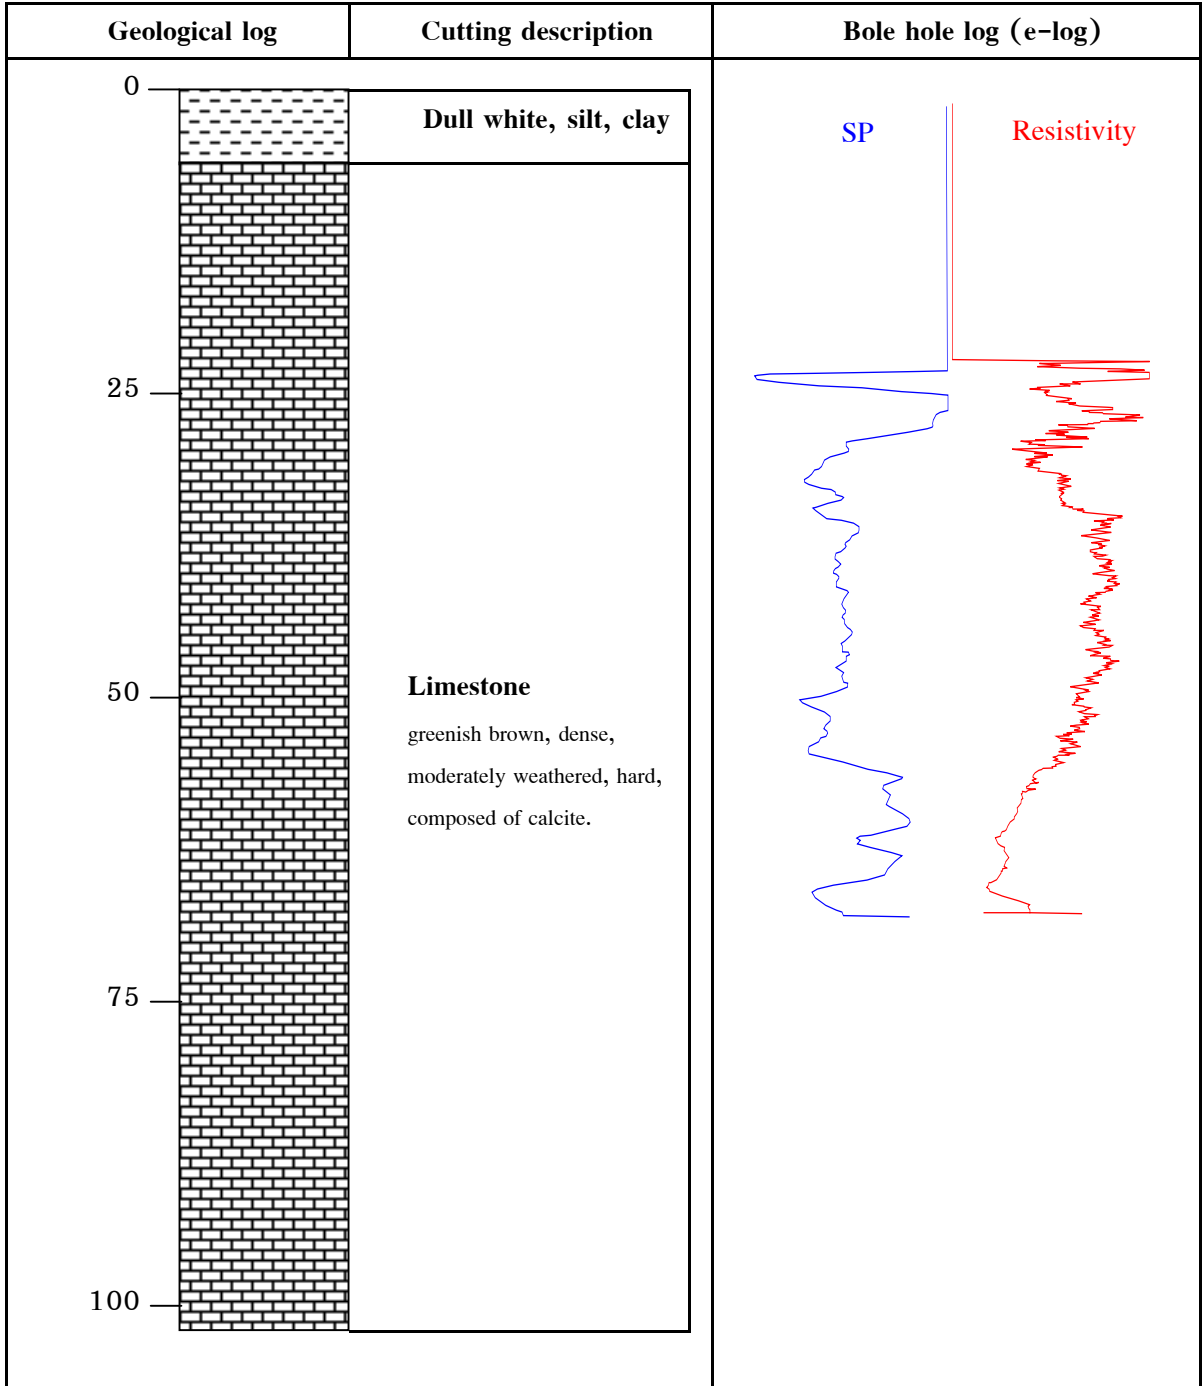 Geological log
Cutting description
Bole hole log (e-log)
0
Dull white, silt, clay
SP
Resistivity
25
50
Limestone
greenish brown, dense,
moderately weathered, hard,
composed of calcite.
75
100